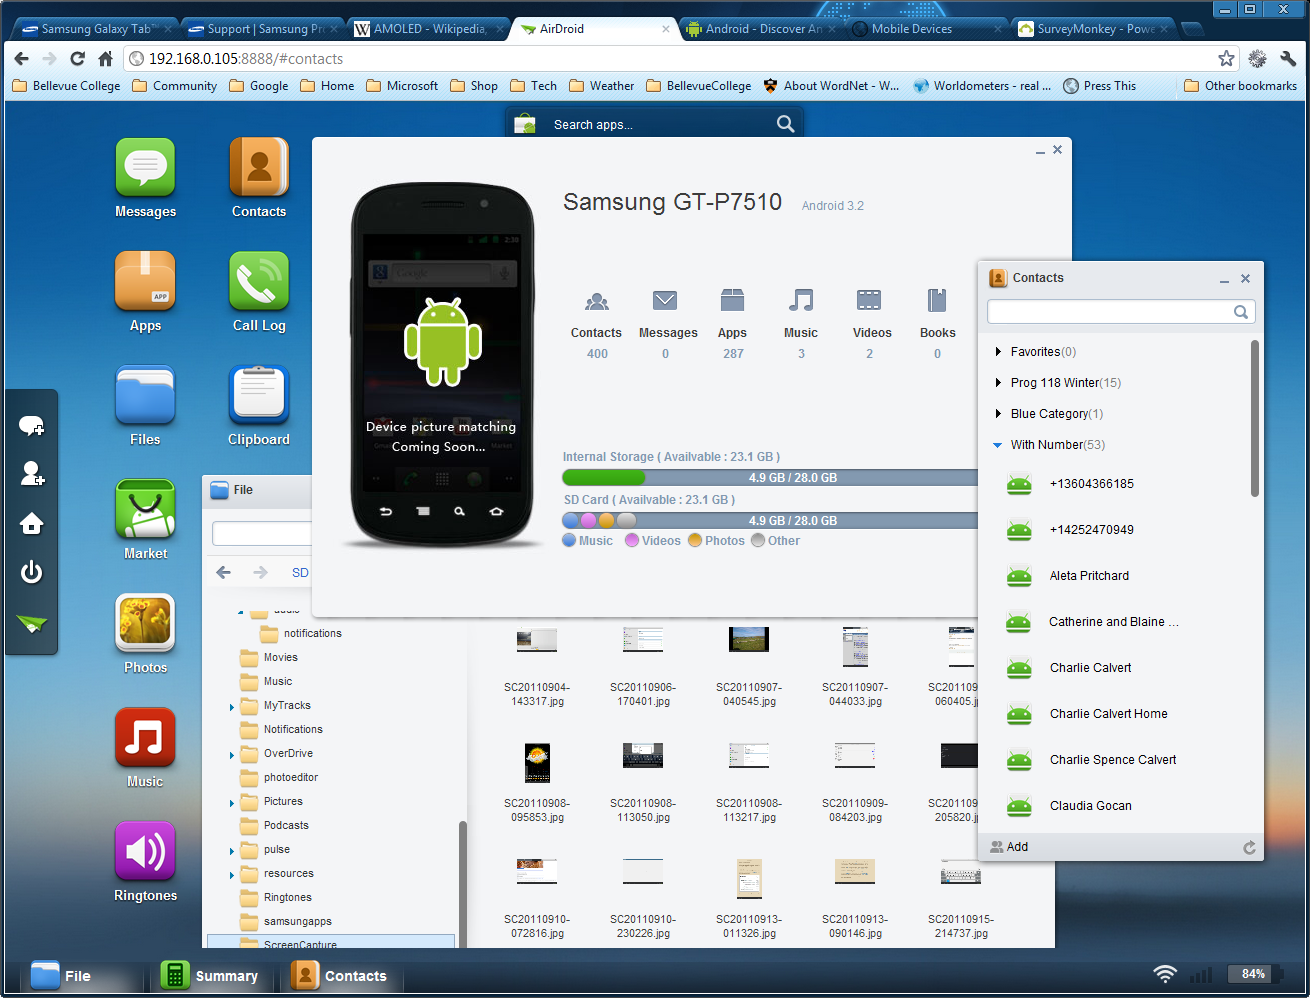 Samsung Galaxy Tab™
Support | Samsung Pro
AMOLED - Wikipedia,
AirDroid
Android - Discover An
Mobile Devices
SurveyMonkey - Powe
192.168.0.105:8888/#contacts
Bellevue College
Community
Google
Home
Microsoft
Shop
Tech
Weather
BellevueCollege
About WordNet - W...
Worldometers - real ...
Press This
Other bookmarks
Search apps...
Messages
Contacts
Apps
APP
Call Log
Files
Clipboard
Market
Photos
Music
Ringtones
Samsung GT-P7510 Android 3.2
2:38
Google
Device picture matching
Coming Soon...
Contacts Messages Apps Music Videos Books
400 0 287 3 2 0
Internal Storage ( Available : 23.1 GB )
4.9 GB / 28.0 GB
SD Card ( Available : 23.1 GB )
4.9 GB / 28.0 GB
Music Videos Photos Other
Contacts
Favorites(0)
Prog 118 Winter(15)
Blue Category(1)
With Number(53)
+13604366185
+14252470949
Aleta Pritchard
Catherine and Blaine ...
Charlie Calvert
Charlie Calvert Home
Charlie Spence Calvert
Claudia Gocan
Add
File
SD
audio
notifications
Movies
Music
MyTracks
Notifications
OverDrive
photoeditor
Pictures
Podcasts
pulse
resources
Ringtones
samsungapps
ScreenCapture
SC20110904-
143317.jpg
SC20110906-
170401.jpg
SC20110907-
040545.jpg
SC20110907-
044033.jpg
SC20110
060405.j
SC20110908-
095853.jpg
SC20110908-
113050.jpg
SC20110908-
113217.jpg
SC20110909-
084203.jpg
SC20110
205820.j
SC20110910-
072816.jpg
SC20110910-
230226.jpg
SC20110913-
011326.jpg
SC20110913-
090146.jpg
SC20110915-
214737.jpg
File
Summary
Contacts
84%